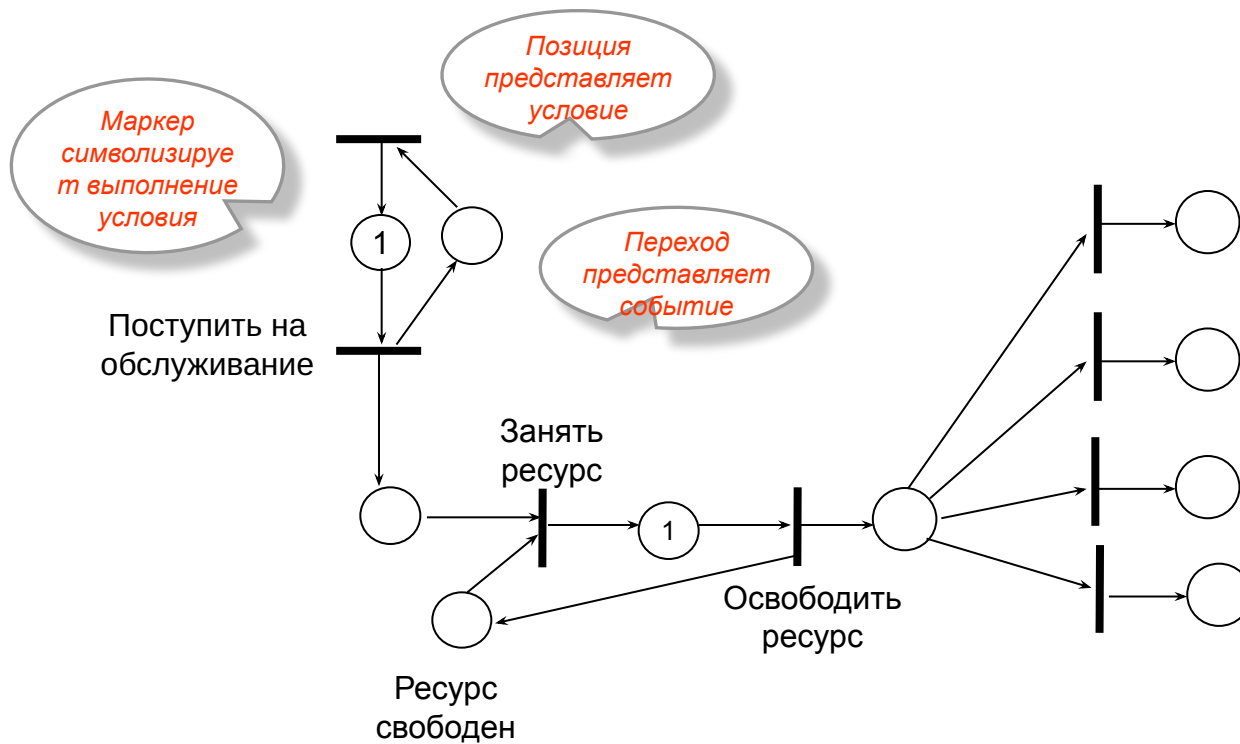 Позиция
представляет
условие
Маркер
символизируе
т выполнение
условия
1
Переход
представляет
событие
Поступить на
обслуживание
Занять
ресурс
1
Освободить
ресурс
Ресурс
свободен